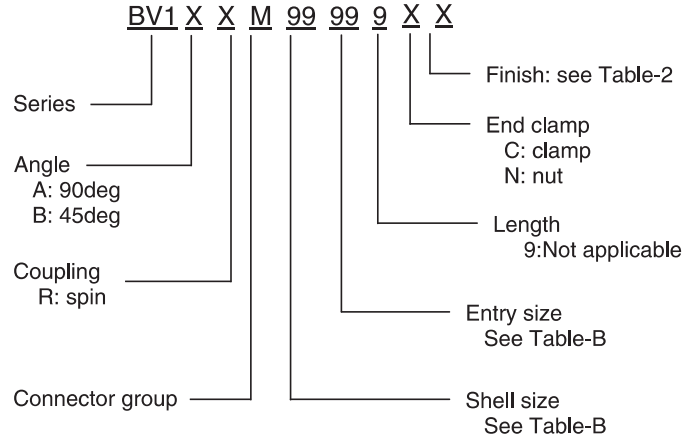 BV1 X X M 99 99 9 X X
Series
Angle
A: 90deg
B: 45deg
Coupling
R: spin
Connector group
Finish: see Table-2
End clamp
C: clamp
N: nut
Length
9:Not applicable
Entry size
See Table-B
Shell size
See Table-B